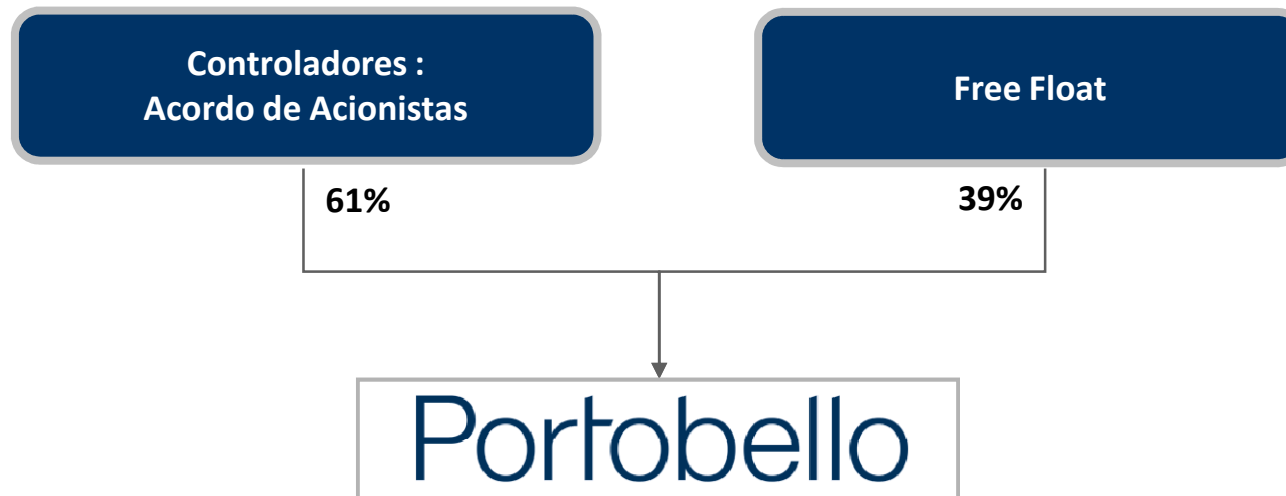 Controladores :
Acordo de Acionistas
Free Float
61%
39%
Portobello